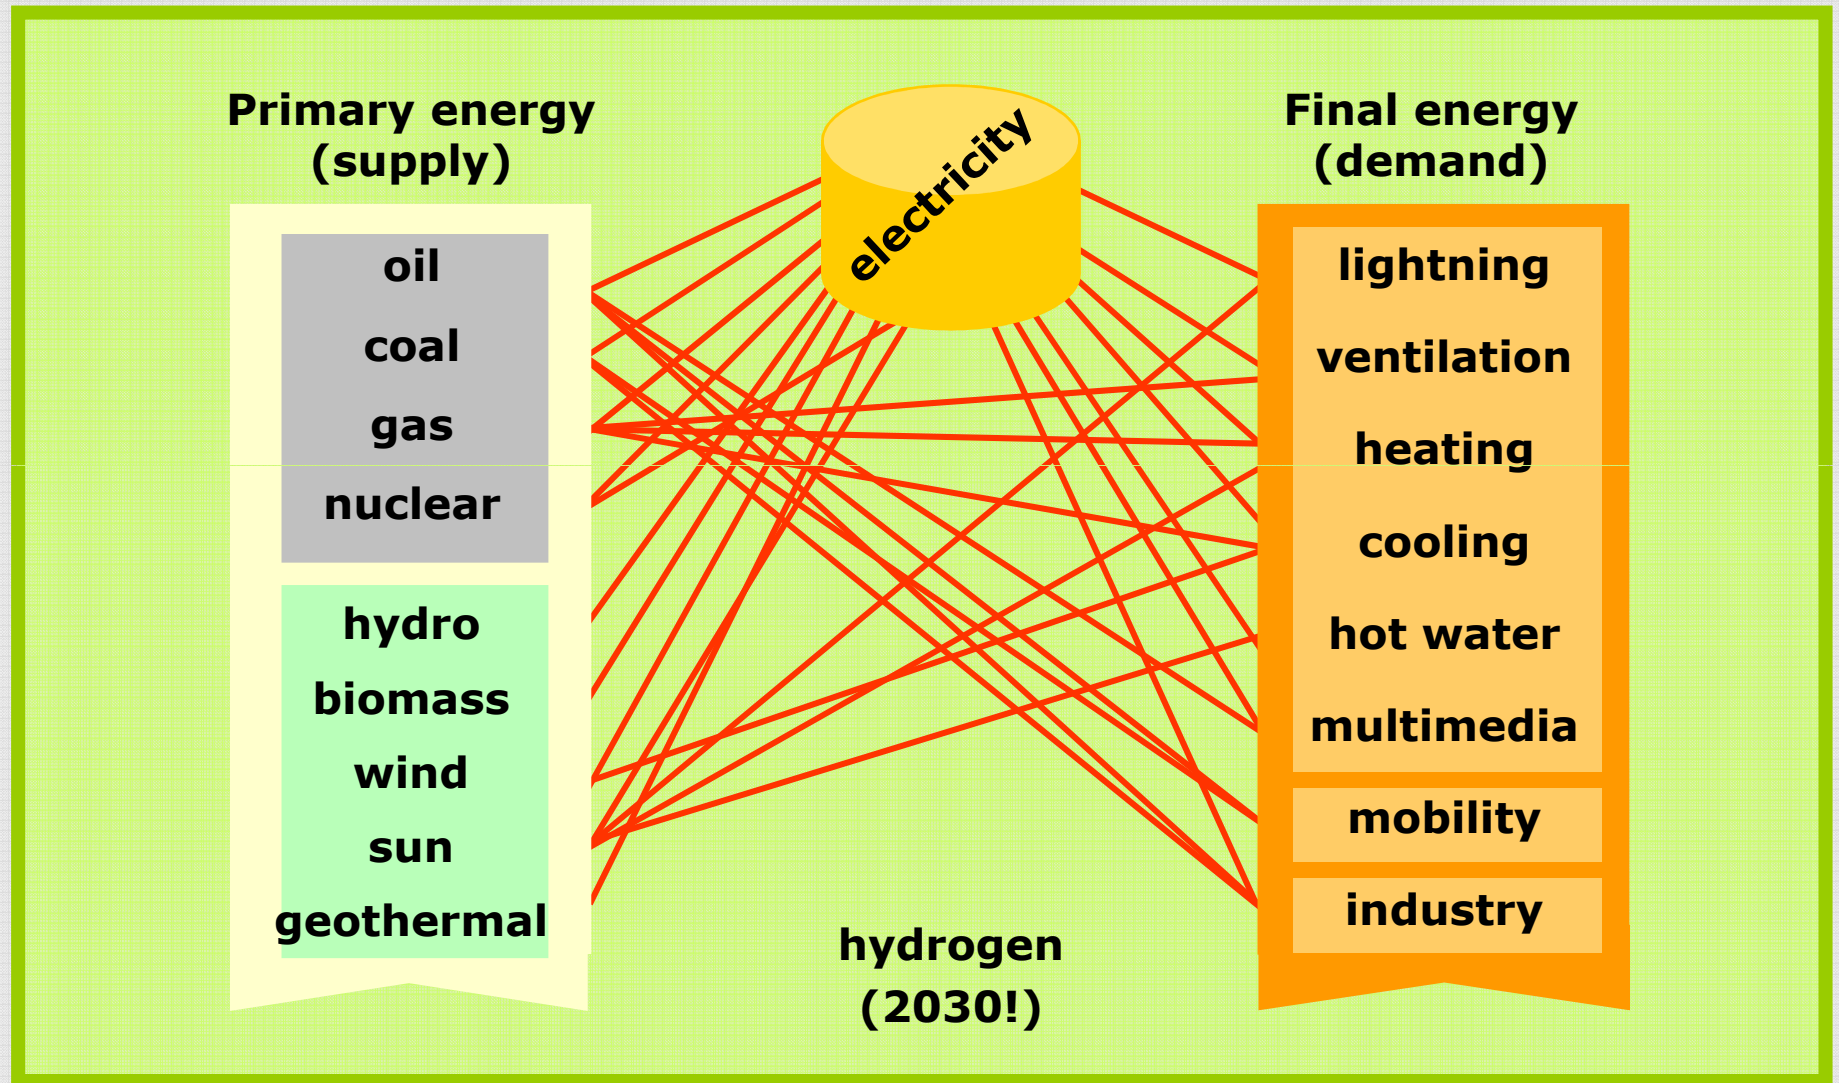 Primary energy
(supply)
oil
coal
gas
nuclear
hydro
biomass
wind
sun
geothermal
electricity
hydrogen
(2030!)
Final energy
(demand)
lightning
ventilation
heating
cooling
hot water
multimedia
mobility
industry